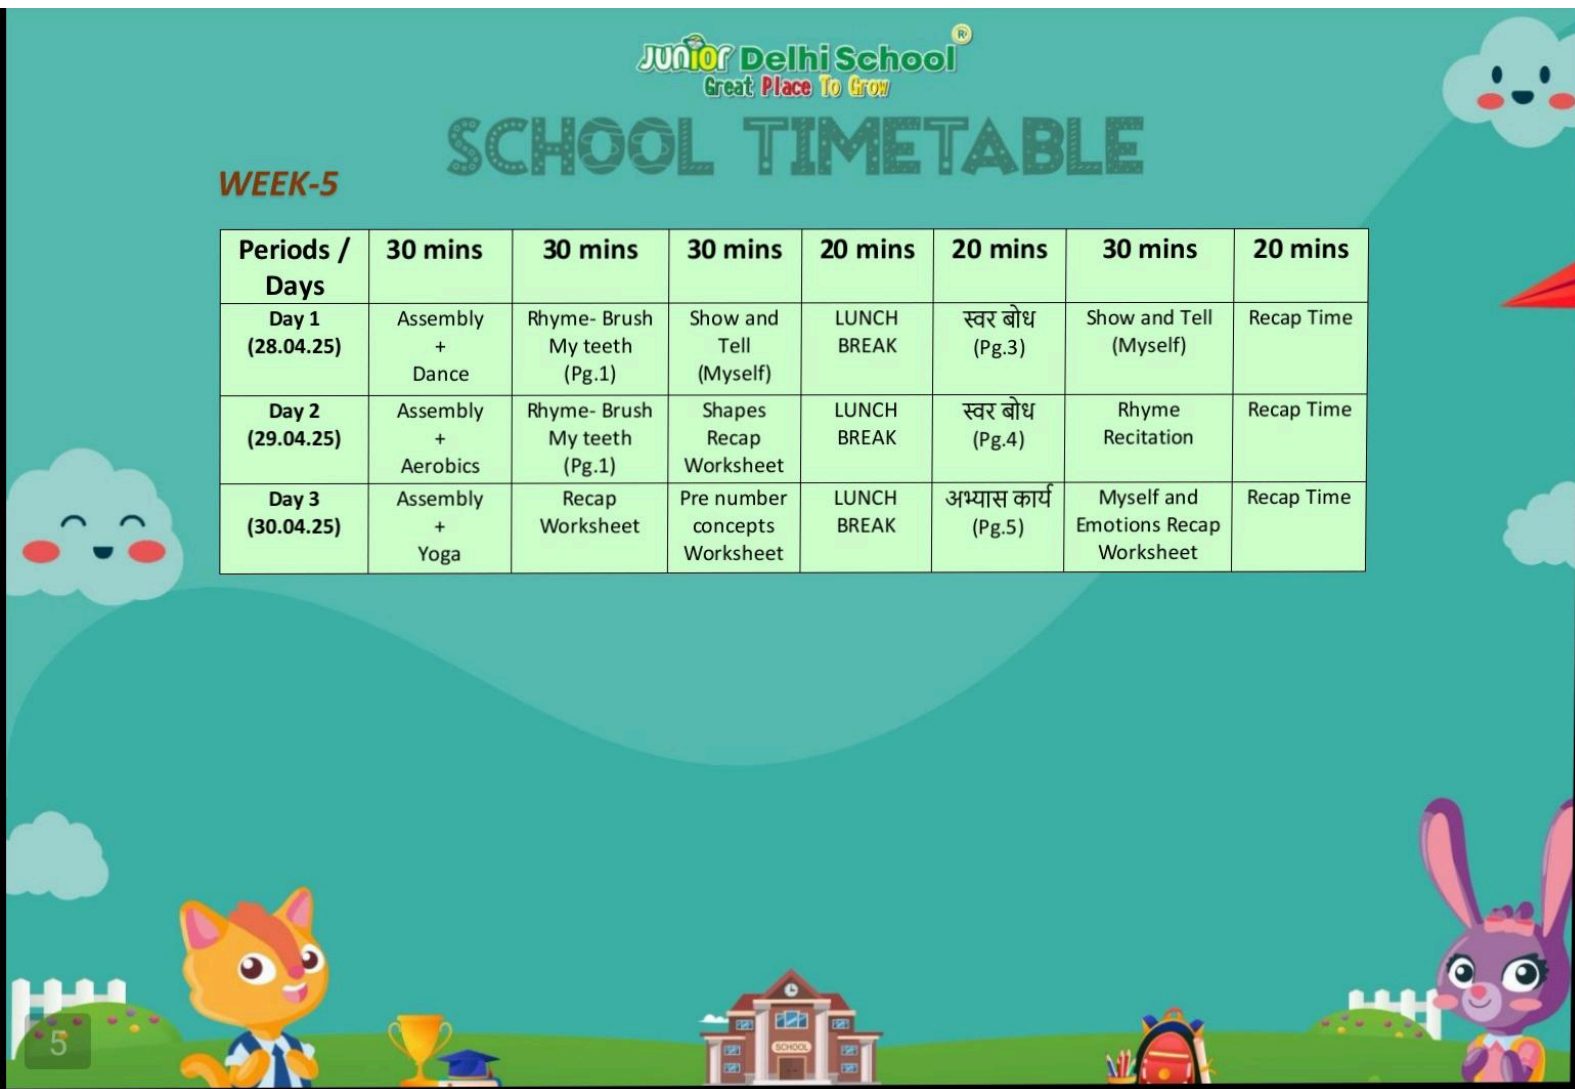 Junior Delhi School ®
Great Place To Grow
SCHOOL TIMETABLE
WEEK-5
Periods / Days 30 mins 30 mins 30 mins 20 mins 20 mins 30 mins 20 mins
Day 1 (28.04.25) Assembly + Dance Rhyme- Brush My teeth (Pg.1) Show and Tell (Myself) LUNCH BREAK स्वर बोध (Pg.3) Show and Tell (Myself) Recap Time
Day 2 (29.04.25) Assembly + Aerobics Rhyme- Brush My teeth (Pg.1) Shapes Recap Worksheet LUNCH BREAK स्वर बोध (Pg.4) Rhyme Recitation Recap Time
Day 3 (30.04.25) Assembly + Yoga Recap Worksheet Pre number concepts Worksheet LUNCH BREAK अभ्यास कार्य (Pg.5) Myself and Emotions Recap Worksheet Recap Time
SCHOOL
5